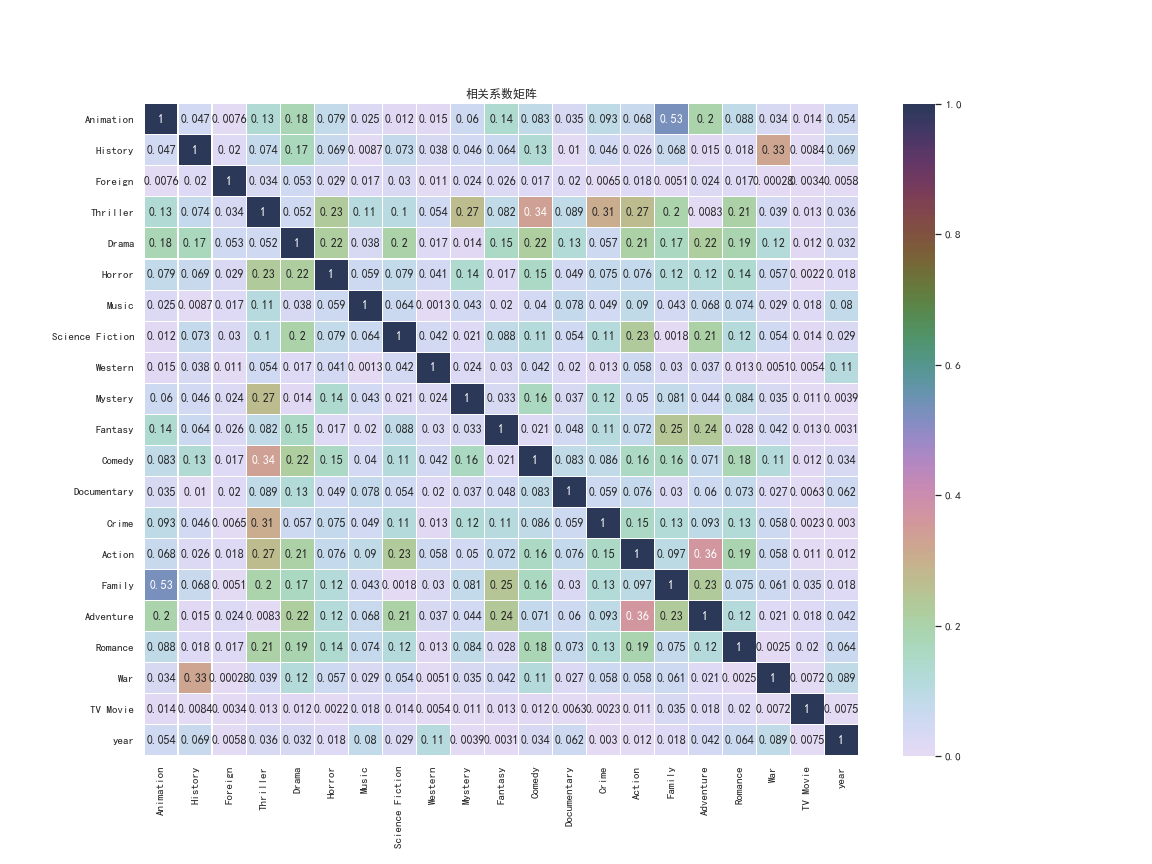 相关系数矩阵
Animation 1 0.047 0.0076 0.13 0.18 0.079 0.025 0.012 0.015 0.06 0.14 0.083 0.035 0.093 0.068 0.53 0.2 0.088 0.034 0.014 0.054
History 0.047 1 0.02 0.074 0.17 0.069 0.0087 0.073 0.038 0.046 0.064 0.13 0.01 0.046 0.026 0.068 0.015 0.018 0.33 0.0084 0.069
Foreign 0.0076 0.02 1 0.034 0.053 0.029 0.017 0.03 0.011 0.024 0.026 0.017 0.02 0.0065 0.018 0.0051 0.024 0.017 0.00028 0.0034 0.0058
Thriller 0.13 0.074 0.034 1 0.052 0.23 0.11 0.1 0.054 0.27 0.082 0.34 0.089 0.31 0.27 0.2 0.0083 0.21 0.039 0.013 0.036
Drama 0.18 0.17 0.053 0.052 1 0.22 0.038 0.2 0.017 0.014 0.15 0.22 0.13 0.057 0.21 0.17 0.22 0.19 0.12 0.012 0.032
Horror 0.079 0.069 0.029 0.23 0.22 1 0.059 0.079 0.041 0.14 0.017 0.15 0.049 0.075 0.076 0.12 0.12 0.14 0.057 0.0022 0.018
Music 0.025 0.0087 0.017 0.11 0.038 0.059 1 0.064 0.0013 0.043 0.02 0.04 0.078 0.049 0.09 0.043 0.068 0.074 0.029 0.018 0.08
Science Fiction 0.012 0.073 0.03 0.1 0.2 0.079 0.064 1 0.042 0.021 0.088 0.11 0.054 0.11 0.23 0.0018 0.21 0.12 0.054 0.014 0.029
Western 0.015 0.038 0.011 0.054 0.017 0.041 0.0013 0.042 1 0.024 0.03 0.042 0.02 0.013 0.058 0.03 0.037 0.013 0.0051 0.0054 0.11
Mystery 0.06 0.046 0.024 0.27 0.014 0.14 0.043 0.021 0.024 1 0.033 0.16 0.037 0.12 0.05 0.081 0.044 0.084 0.035 0.011 0.0039
Fantasy 0.14 0.064 0.026 0.082 0.15 0.017 0.02 0.088 0.03 0.033 1 0.021 0.048 0.11 0.072 0.25 0.24 0.028 0.042 0.013 0.0031
Comedy 0.083 0.13 0.017 0.34 0.22 0.15 0.04 0.11 0.042 0.16 0.021 1 0.083 0.086 0.16 0.16 0.071 0.18 0.11 0.012 0.034
Documentary 0.035 0.01 0.02 0.089 0.13 0.049 0.078 0.054 0.02 0.037 0.048 0.083 1 0.059 0.076 0.03 0.06 0.073 0.027 0.0063 0.062
Crime 0.093 0.046 0.0065 0.31 0.057 0.075 0.049 0.11 0.013 0.12 0.11 0.086 0.059 1 0.15 0.13 0.093 0.13 0.058 0.0023 0.003
Action 0.068 0.026 0.018 0.27 0.21 0.076 0.09 0.23 0.058 0.05 0.072 0.16 0.076 0.15 1 0.097 0.36 0.19 0.058 0.011 0.012
Family 0.53 0.068 0.0051 0.2 0.17 0.12 0.043 0.0018 0.03 0.081 0.25 0.16 0.03 0.13 0.097 1 0.23 0.075 0.061 0.035 0.018
Adventure 0.2 0.015 0.024 0.0083 0.22 0.12 0.068 0.21 0.037 0.044 0.24 0.071 0.06 0.093 0.36 0.23 1 0.12 0.021 0.018 0.042
Romance 0.088 0.018 0.017 0.21 0.19 0.14 0.074 0.12 0.013 0.084 0.028 0.18 0.073 0.13 0.19 0.075 0.12 1 0.0025 0.02 0.064
War 0.034 0.33 0.00028 0.039 0.12 0.057 0.029 0.054 0.0051 0.035 0.042 0.11 0.027 0.058 0.058 0.061 0.021 0.0025 1 0.0072 0.089
TV Movie 0.014 0.0084 0.0034 0.013 0.012 0.0022 0.018 0.014 0.0054 0.011 0.013 0.012 0.0063 0.0023 0.011 0.035 0.018 0.02 0.0072 1 0.0075
year 0.054 0.069 0.0058 0.036 0.032 0.018 0.08 0.029 0.11 0.0039 0.0031 0.034 0.062 0.003 0.012 0.018 0.042 0.064 0.089 0.0075 1
Animation
History
Foreign
Thriller
Drama
Horror
Music
Science Fiction
Western
Mystery
Fantasy
Comedy
Documentary
Crime
Action
Family
Adventure
Romance
War
TV Movie
year
1.0
0.8
0.6
0.4
0.2
0.0